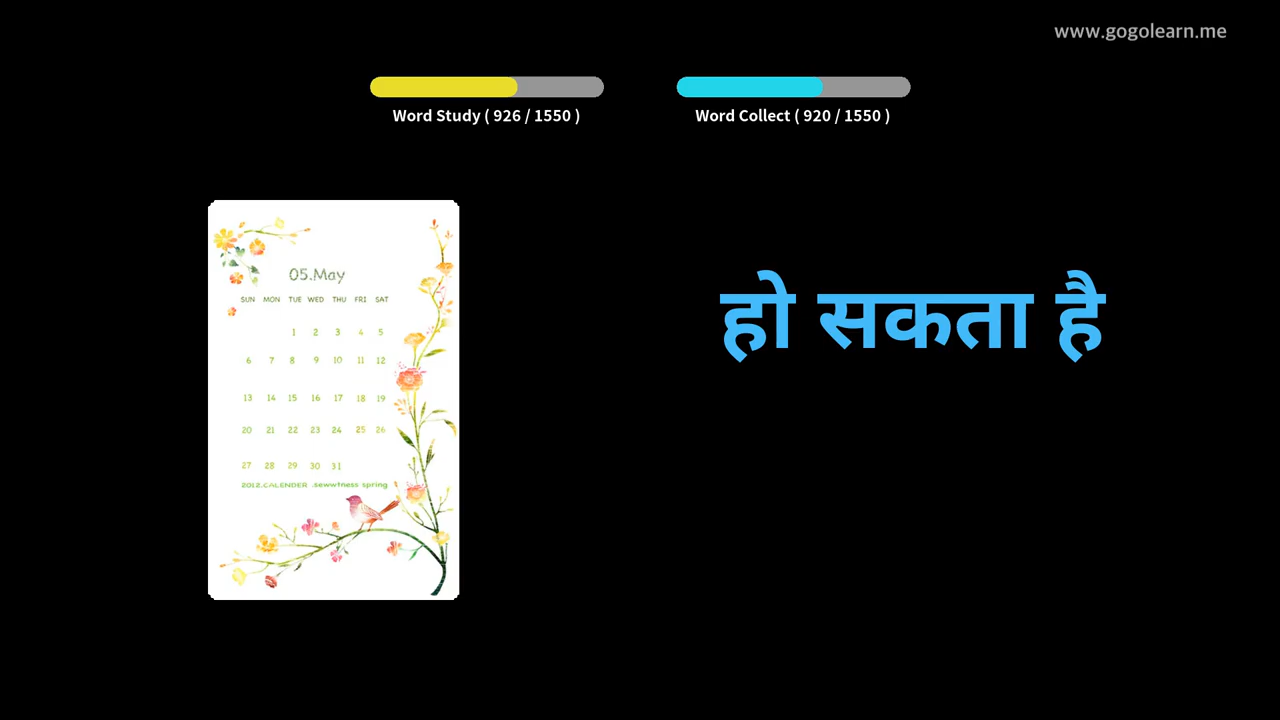 www.gogolearn.me
Word Study ( 926 / 1550 )
Word Collect ( 920 / 1550 )
05.May
SUN MON TUE WED THU FRI SAT
1 2 3 4 5
6 7 8 9 10 11 12
13 14 15 16 17 18 19
20 21 22 23 24 25 26
27 28 29 30 31
2012.CALENDER .sewwtness spring
हो सकता है